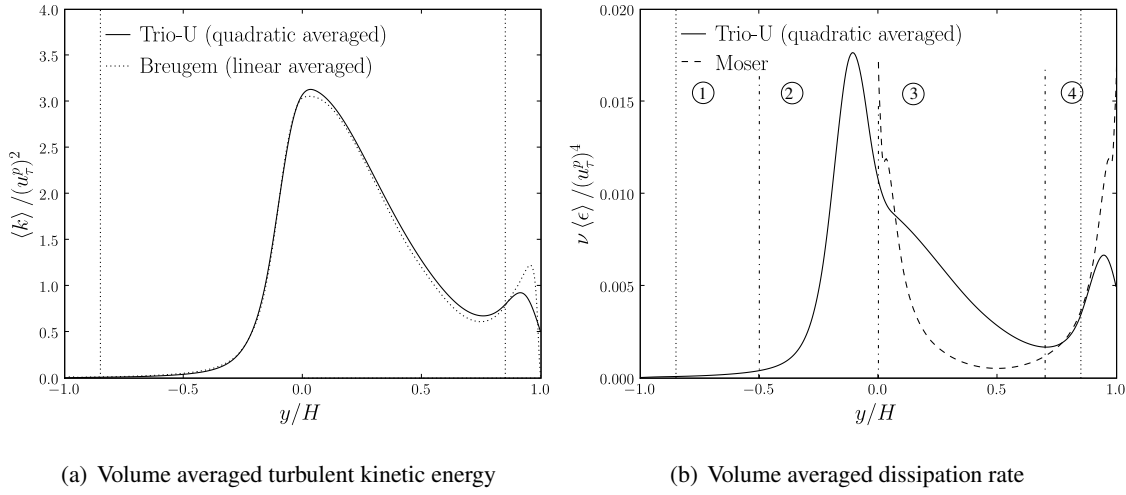 4.0
3.5
3.0
2.5
2.0
1.5
1.0
0.5
0.0
⟨k⟩ /(u_τ^p)^2
Trio-U (quadratic averaged)
Breugem (linear averaged)
−1.0 −0.5 0.0 0.5 1.0
y/H
(a) Volume averaged turbulent kinetic energy
0.020
0.015
0.010
0.005
0.000
ν ⟨ϵ⟩ /(u_τ^p)^4
Trio-U (quadratic averaged)
Moser
① ② ③ ④
−1.0 −0.5 0.0 0.5 1.0
y/H
(b) Volume averaged dissipation rate